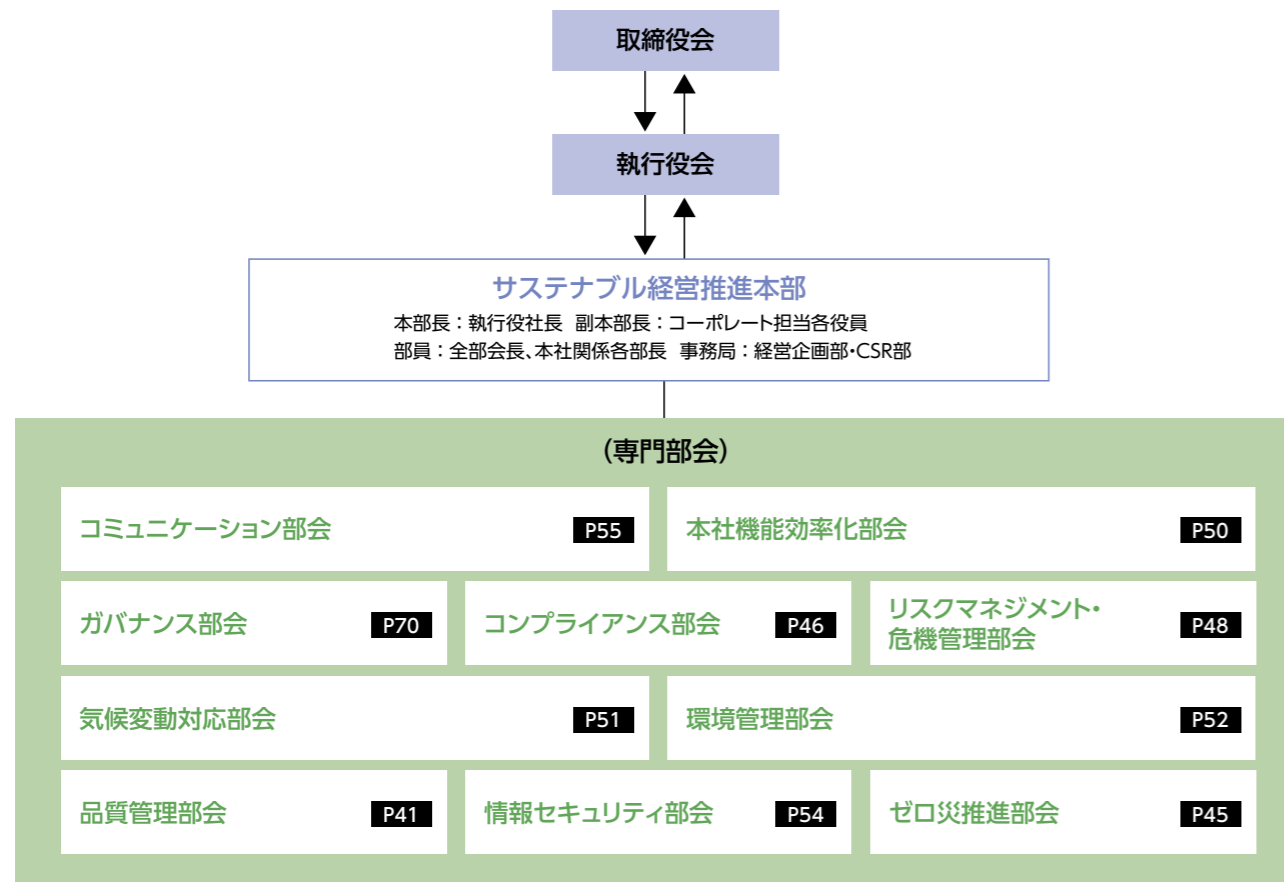 取締役会
執行役会
サステナブル経営推進本部
本部長：執行役社長 副本部長：コーポレート担当各役員
部員：全部会長、本社関係各部長 事務局：経営企画部・CSR部
（専門部会）
コミュニケーション部会 P55
本社機能効率化部会 P50
ガバナンス部会 P70
コンプライアンス部会 P46
リスクマネジメント・
危機管理部会 P48
気候変動対応部会 P51
環境管理部会 P52
品質管理部会 P41
情報セキュリティ部会 P54
ゼロ災推進部会 P45